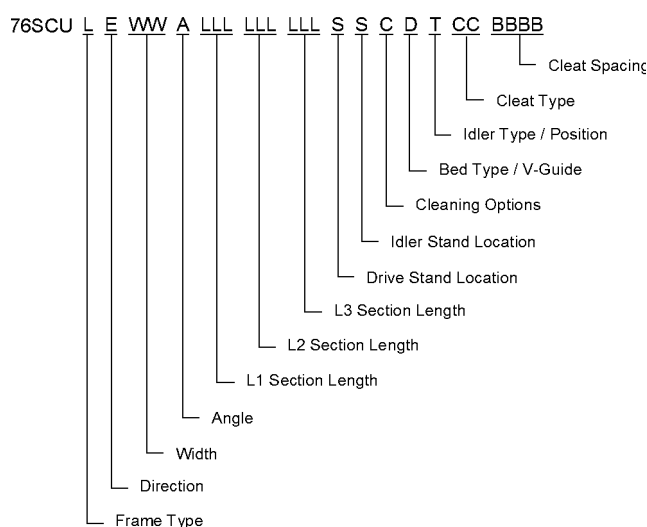 76SCU L E WW A LLL LLL LLL S S C D T CC BBBB
Cleat Spacing
Cleat Type
Idler Type / Position
Bed Type / V-Guide
Cleaning Options
Idler Stand Location
Drive Stand Location
L3 Section Length
L2 Section Length
L1 Section Length
Angle
Width
Direction
Frame Type